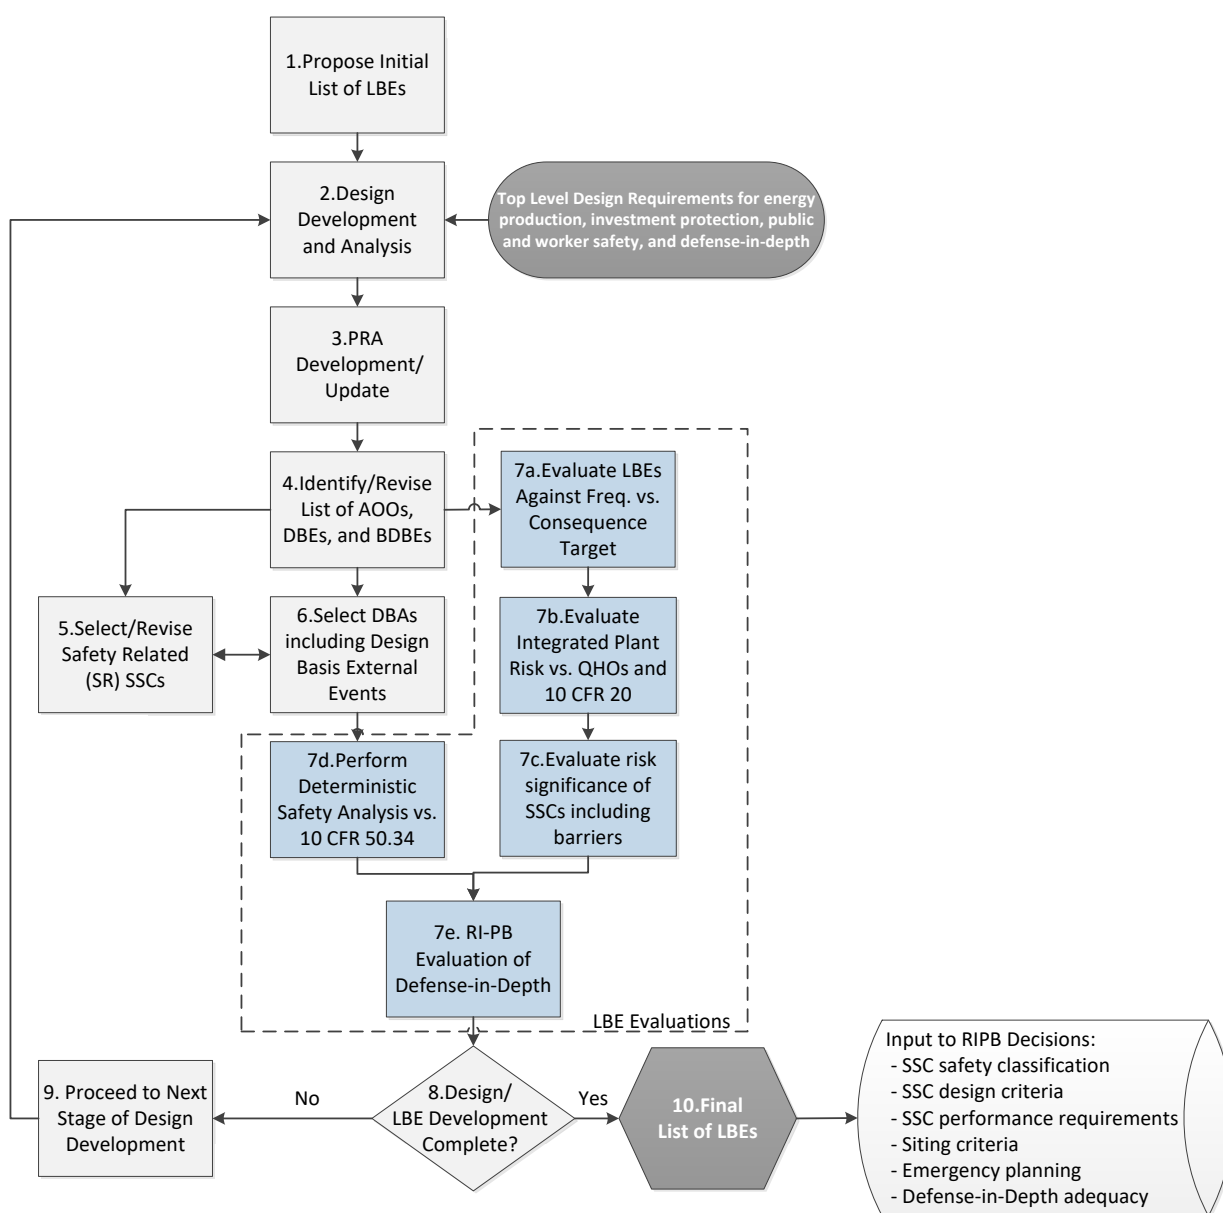 1.Propose Initial
List of LBEs
2.Design
Development
and Analysis
Top Level Design Requirements for energy
production, investment protection, public
and worker safety, and defense-in-depth
3.PRA
Development/
Update
4.Identify/Revise
List of AOOs,
DBEs, and BDBEs
7a.Evaluate LBEs
Against Freq. vs.
Consequence
Target
5.Select/Revise
Safety Related
(SR) SSCs
6.Select DBAs
including Design
Basis External
Events
7b.Evaluate
Integrated Plant
Risk vs. QHOs and
10 CFR 20
7d.Perform
Deterministic
Safety Analysis vs.
10 CFR 50.34
7c.Evaluate risk
significance of
SSCs including
barriers
7e. RI-PB
Evaluation of
Defense-in-Depth
LBE Evaluations
9. Proceed to Next
Stage of Design
Development
No
8.Design/
LBE Development
Complete?
Yes
10.Final
List of LBEs
Input to RIPB Decisions:
- SSC safety classification
- SSC design criteria
- SSC performance requirements
- Siting criteria
- Emergency planning
- Defense-in-Depth adequacy